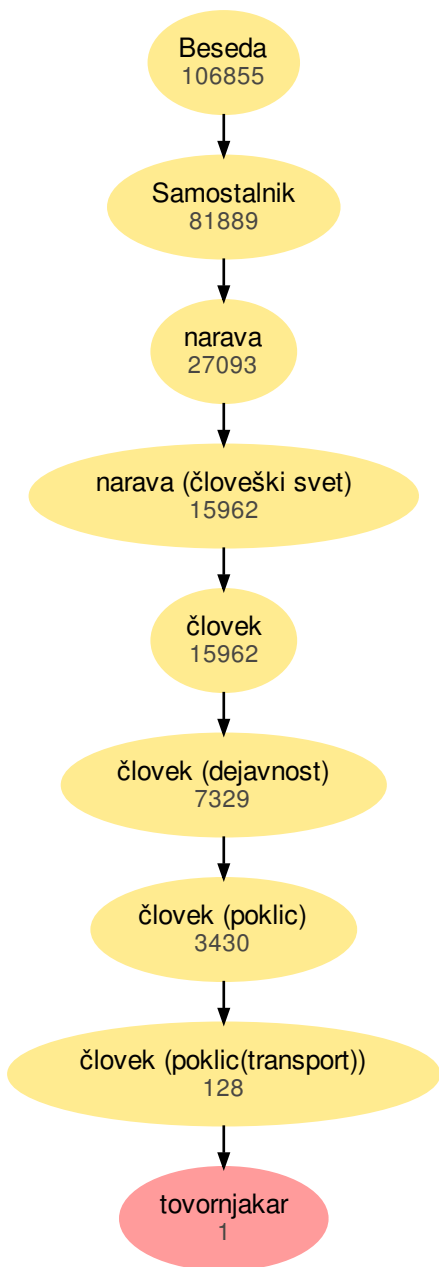 Beseda
106855
Samostalnik
81889
narava
27093
narava (človeški svet)
15962
človek
15962
človek (dejavnost)
7329
človek (poklic)
3430
človek (poklic(transport))
128
tovornjakar
1